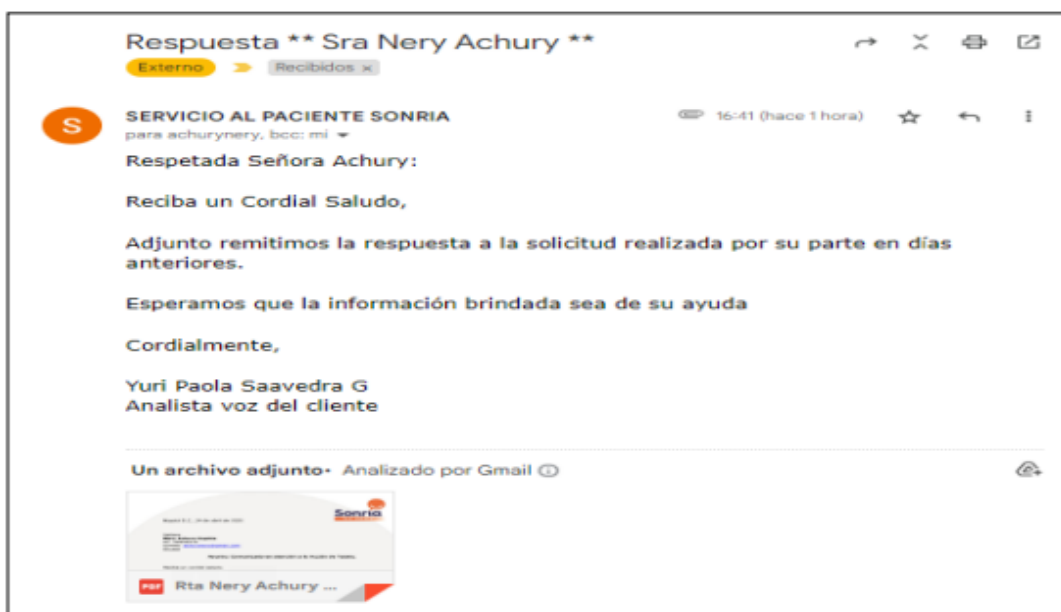 Respuesta ** Sra Nery Achury **
Externo Recibidos x
S
SERVICIO AL PACIENTE SONRIA 16:41 (hace 1 hora)
para achurynery, bcc: mi
Respetada Señora Achury:
Reciba un Cordial Saludo,
Adjunto remitimos la respuesta a la solicitud realizada por su parte en días
anteriores.
Esperamos que la información brindada sea de su ayuda
Cordialmente,
Yuri Paola Saavedra G
Analista voz del cliente
Un archivo adjunto• Analizado por Gmail
Sonría
PDF Rta Nery Achury ...